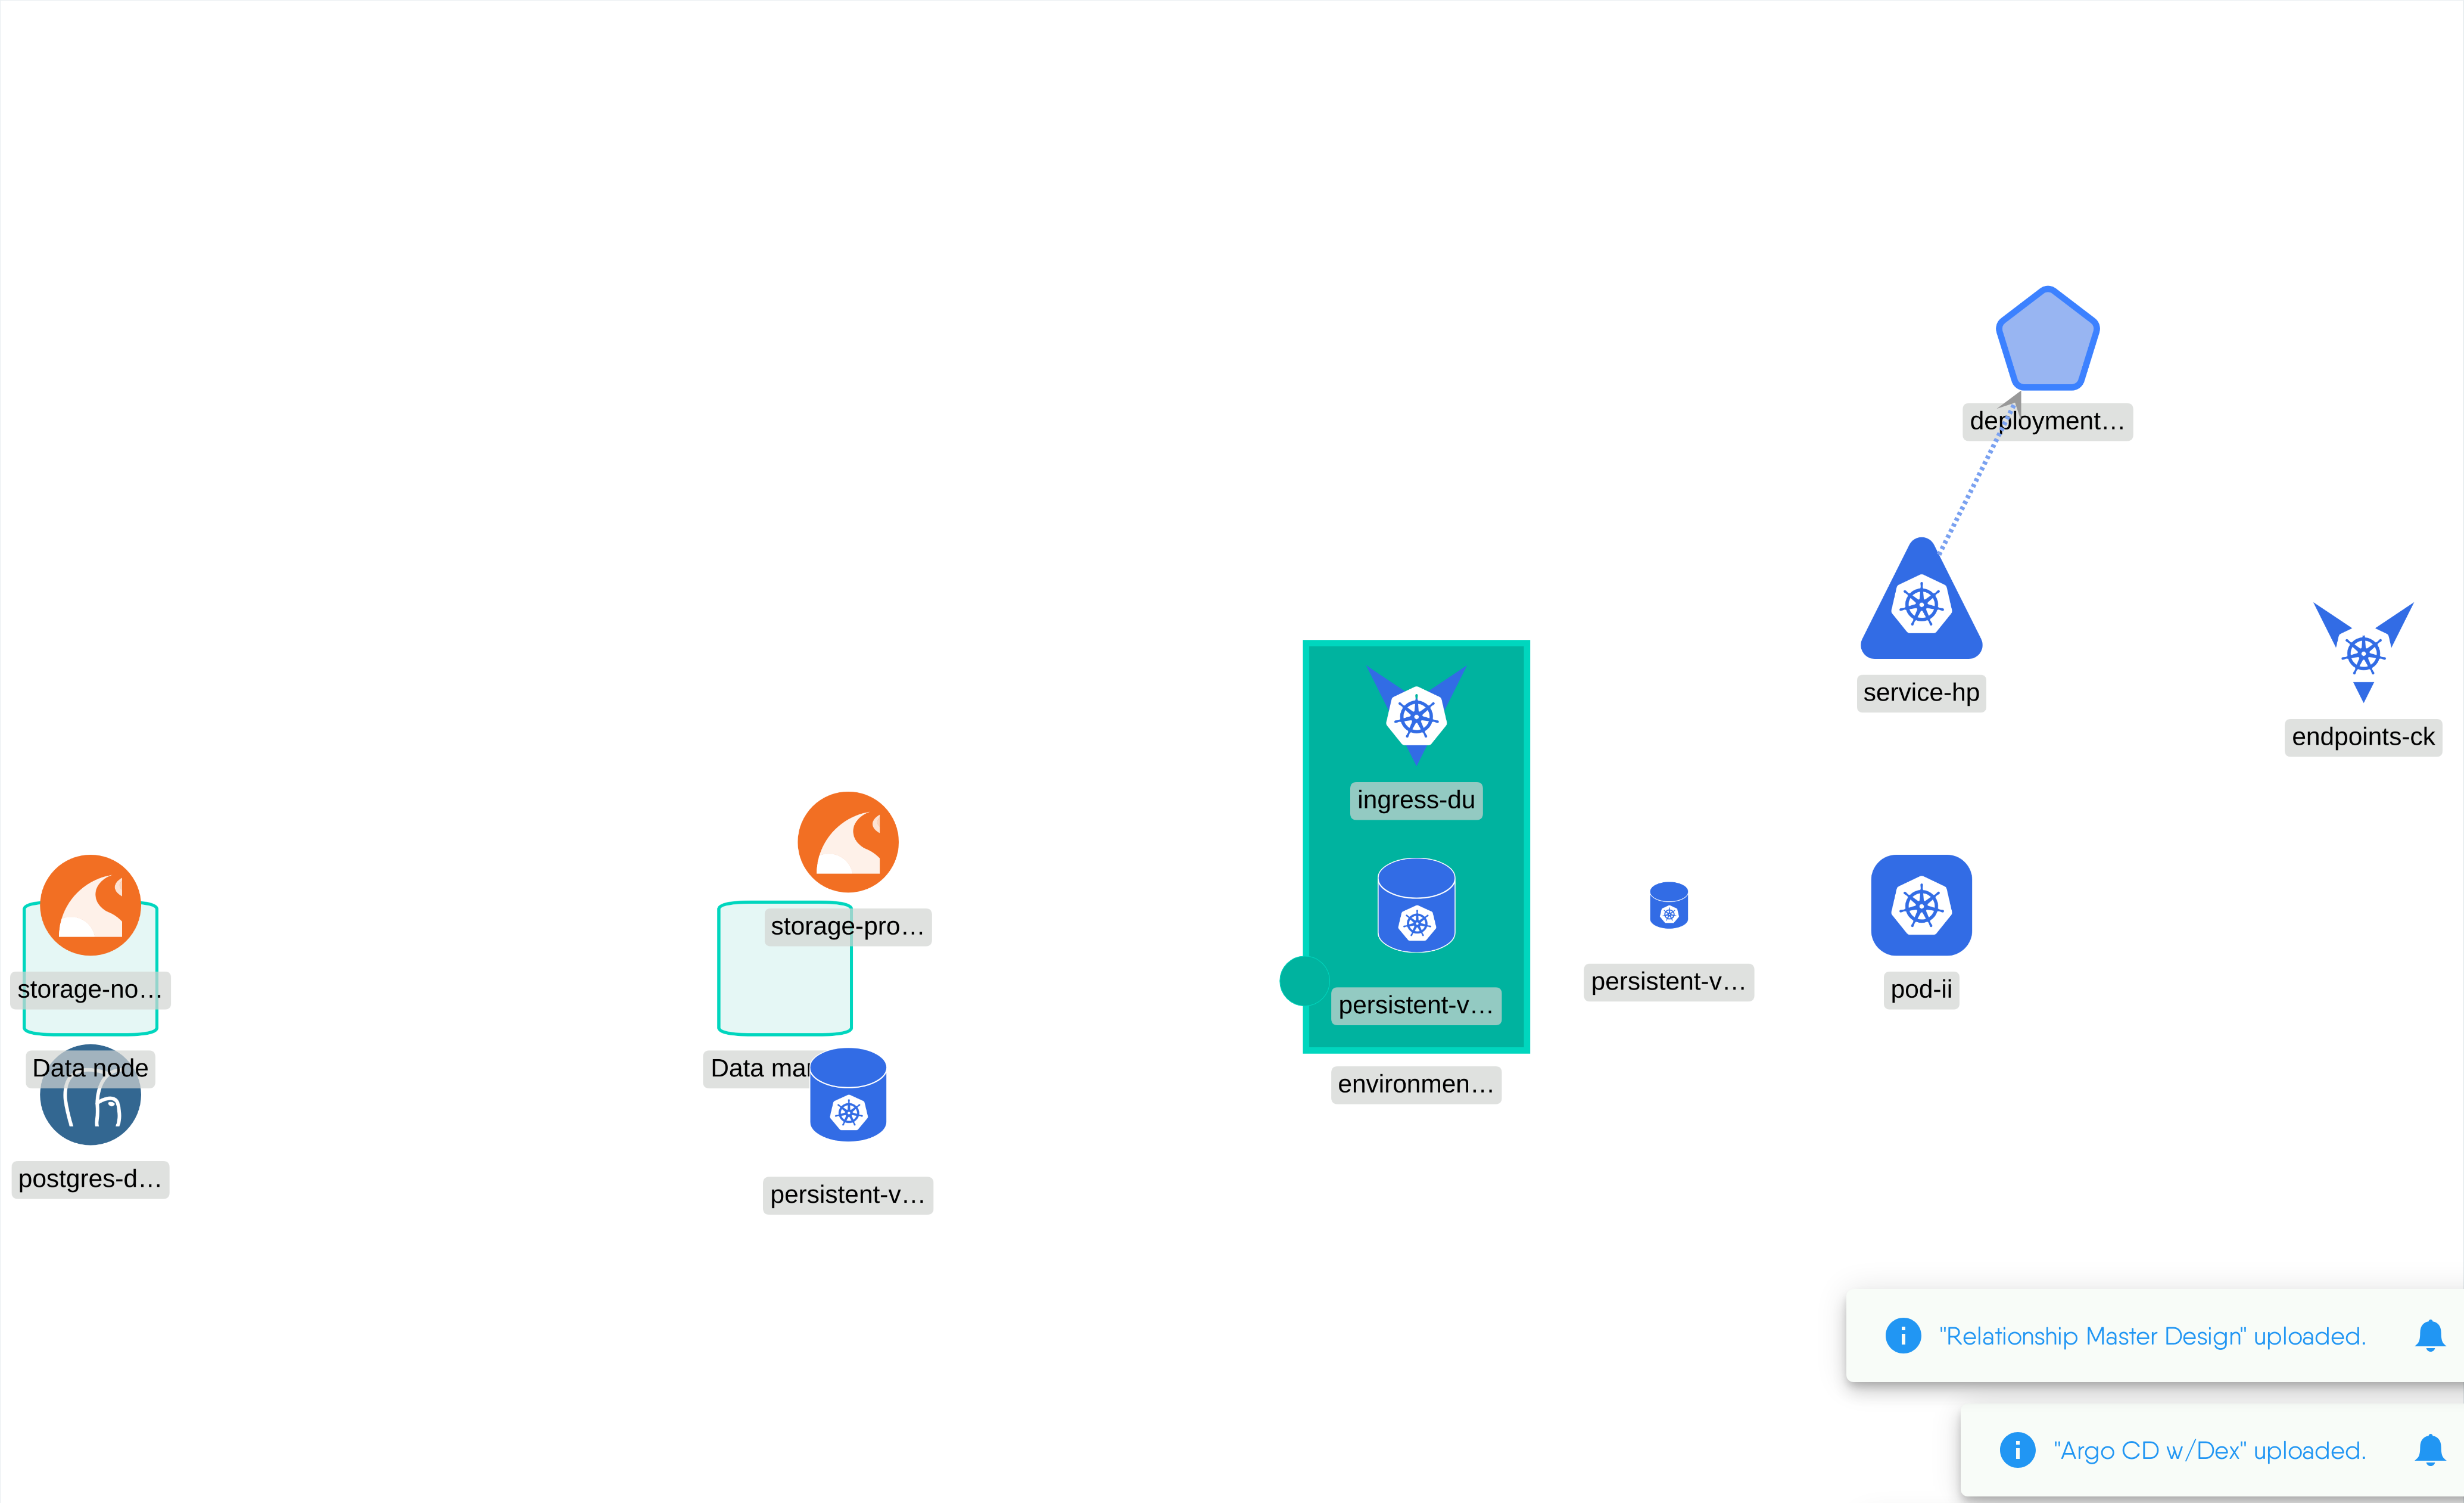 deployment…
service-hp
endpoints-ck
ingress-du
storage-pro…
persistent-v…
pod-ii
storage-no…
persistent-v…
Data node
Data mar
environmen…
postgres-d…
persistent-v…
"Relationship Master Design" uploaded.
"Argo CD w/Dex" uploaded.